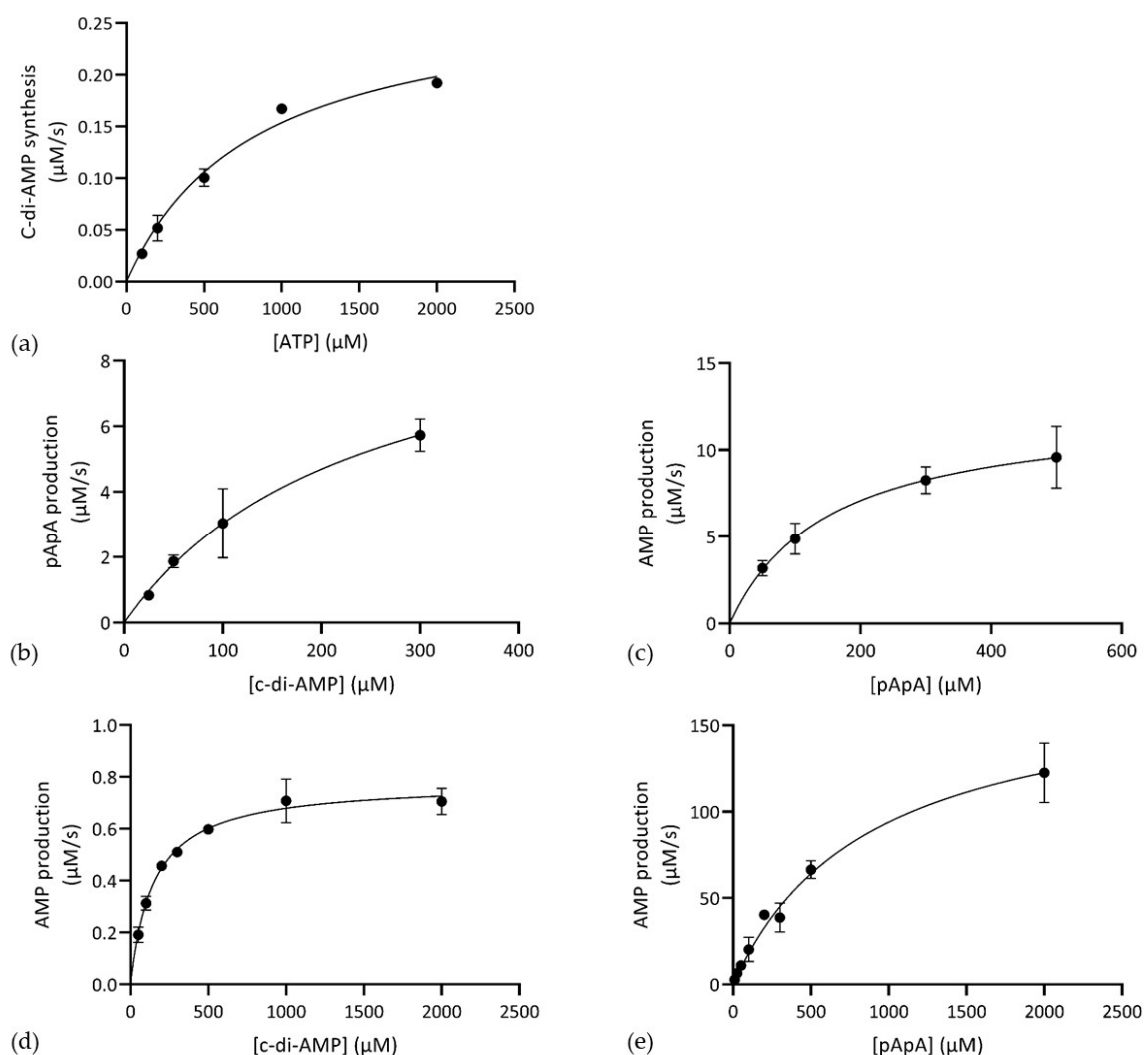 0.25
0.20
0.15
0.10
0.05
0.00
C-di-AMP synthesis
(µM/s)
0 500 1000 1500 2000 2500
[ATP] (µM)
(a)
8
6
4
2
0
pApA production
(µM/s)
0 100 200 300 400
[c-di-AMP] (µM)
(b)
15
10
5
0
AMP production
(µM/s)
0 200 400 600
[pApA] (µM)
(c)
1.0
0.8
0.6
0.4
0.2
0.0
AMP production
(µM/s)
0 500 1000 1500 2000 2500
[c-di-AMP] (µM)
(d)
150
100
50
0
AMP production
(µM/s)
0 500 1000 1500 2000 2500
[pApA] (µM)
(e)